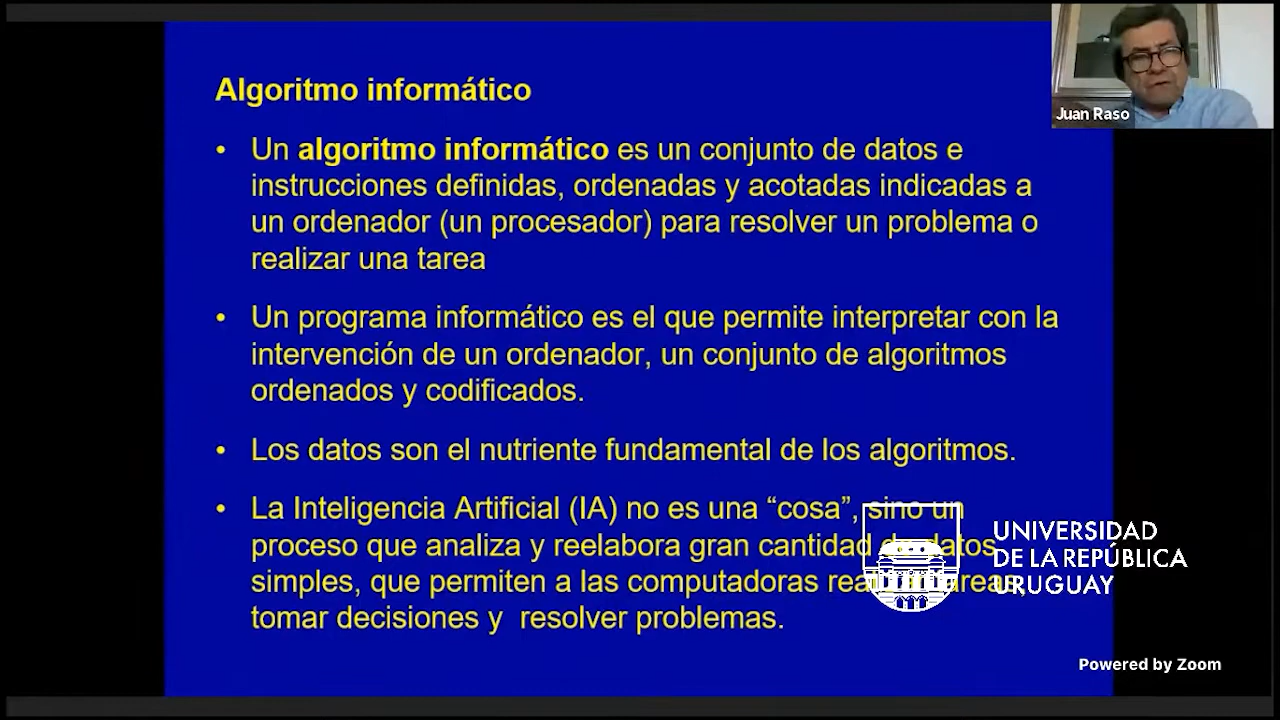 Algoritmo informático
• Un algoritmo informático es un conjunto de datos e
instrucciones definidas, ordenadas y acotadas indicadas a
un ordenador (un procesador) para resolver un problema o
realizar una tarea
• Un programa informático es el que permite interpretar con la
intervención de un ordenador, un conjunto de algoritmos
ordenados y codificados.
• Los datos son el nutriente fundamental de los algoritmos.
• La Inteligencia Artificial (IA) no es una “cosa”, sino un
proceso que analiza y reelabora gran cantidad de datos
simples, que permiten a las computadoras
tomar decisiones y resolver problemas.
Juan Raso
UNIVERSIDAD
DE LA REPÚBLICA
URUGUAY
Powered by Zoom